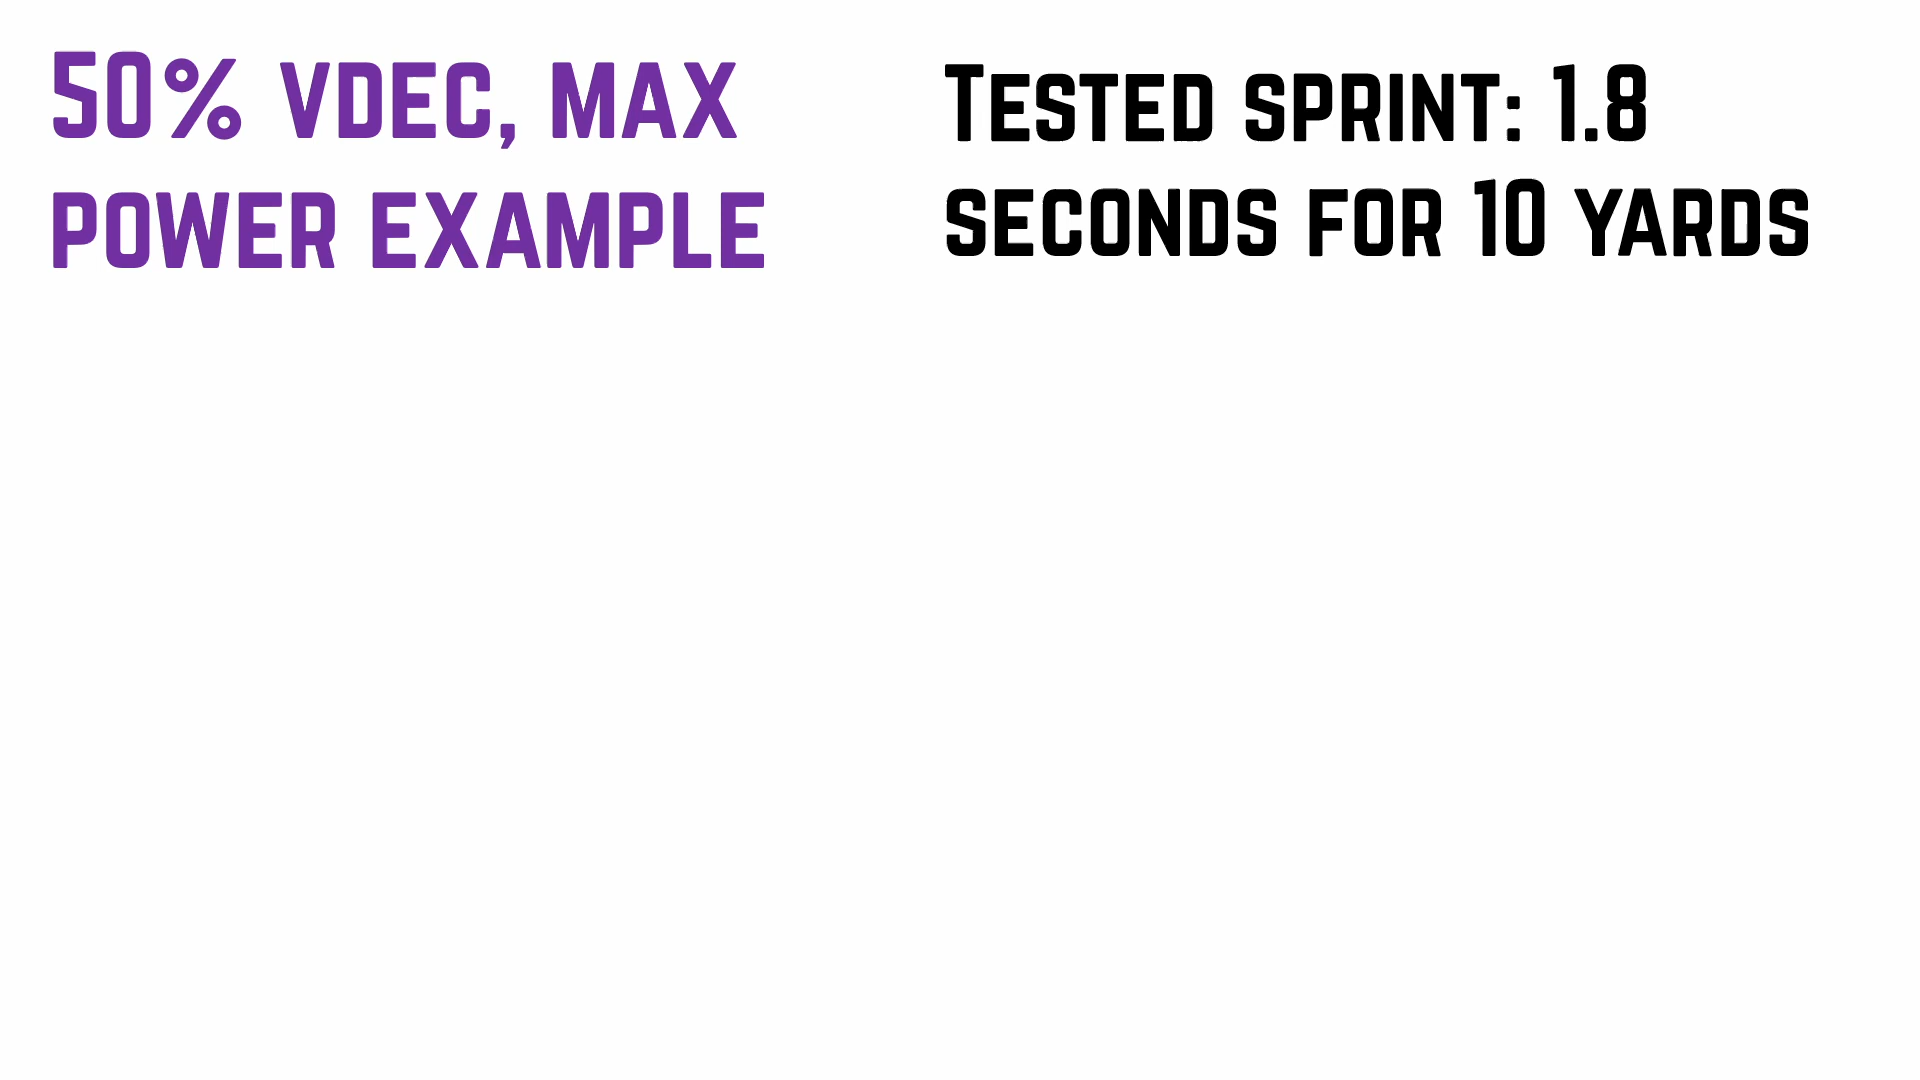 50% VDEC, MAX
POWER EXAMPLE
TESTED SPRINT: 1.8
SECONDS FOR 10 YARDS